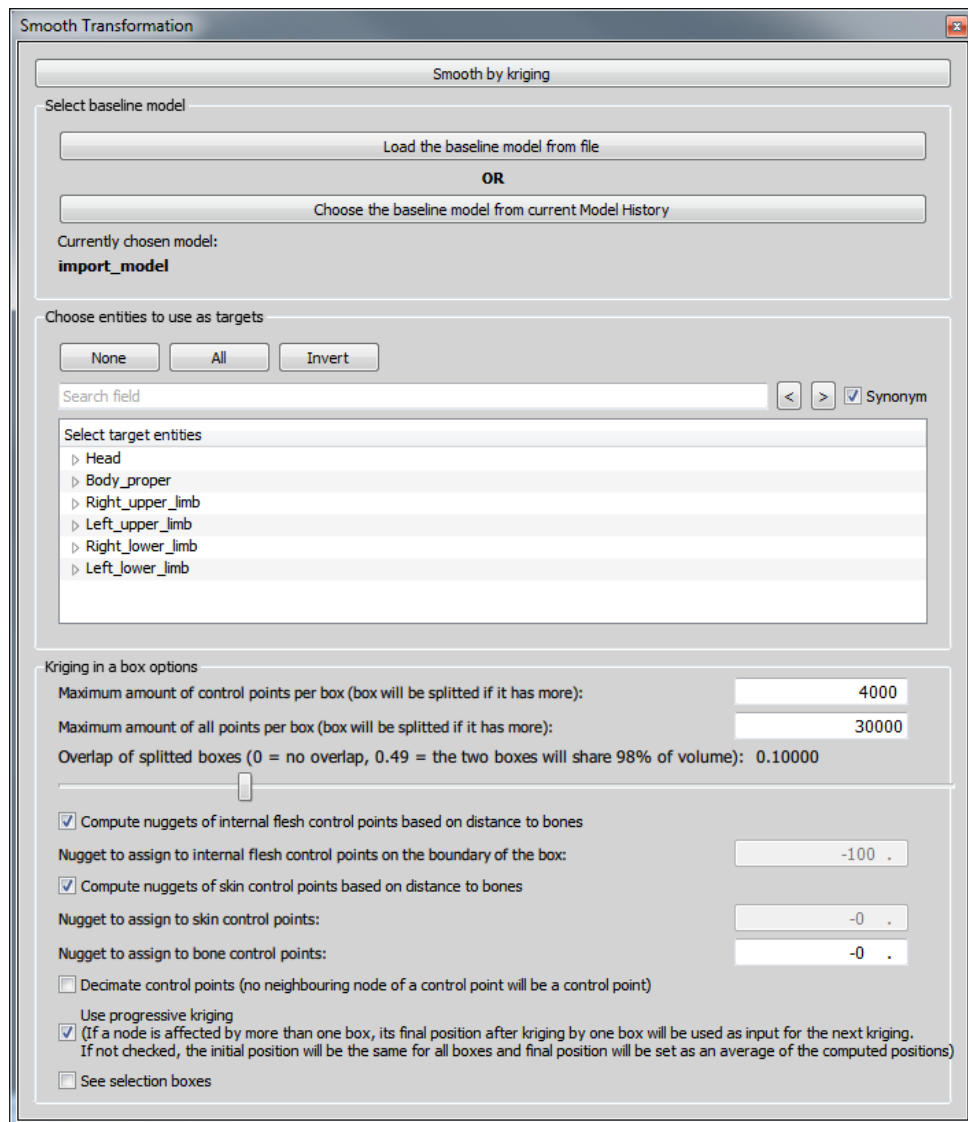 Smooth Transformation
Smooth by kriging
Select baseline model
Load the baseline model from file
OR
Choose the baseline model from current Model History
Currently chosen model:
import_model
Choose entities to use as targets
None All Invert
Search field < > Synonym
Select target entities
Head
Body_proper
Right_upper_limb
Left_upper_limb
Right_lower_limb
Left_lower_limb
Kriging in a box options
Maximum amount of control points per box (box will be splitted if it has more): 4000
Maximum amount of all points per box (box will be splitted if it has more): 30000
Overlap of splitted boxes (0 = no overlap, 0.49 = the two boxes will share 98% of volume): 0.10000
Compute nuggets of internal flesh control points based on distance to bones
Nugget to assign to internal flesh control points on the boundary of the box: -100 .
Compute nuggets of skin control points based on distance to bones
Nugget to assign to skin control points: -0 .
Nugget to assign to bone control points: -0 .
Decimate control points (no neighbouring node of a control point will be a control point)
Use progressive kriging
(If a node is affected by more than one box, its final position after kriging by one box will be used as input for the next kriging.
If not checked, the initial position will be the same for all boxes and final position will be set as an average of the computed positions)
See selection boxes